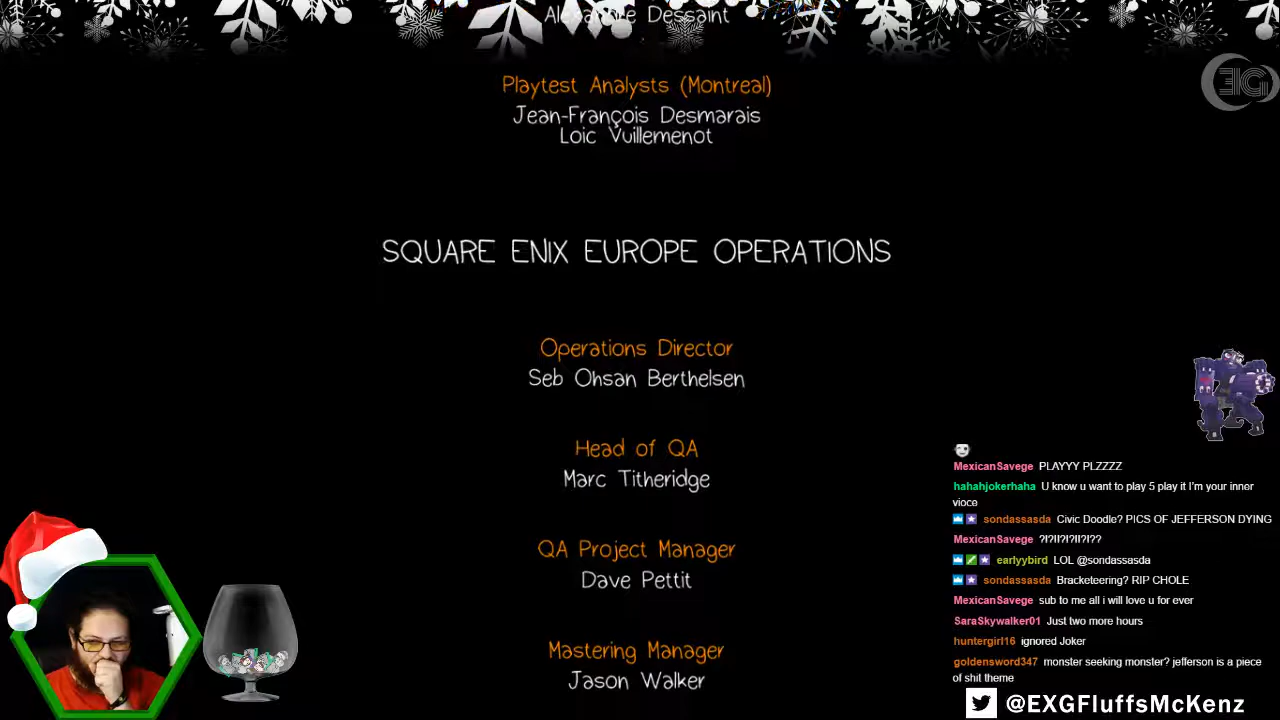 Alexandre Dessaint
Playtest Analysts (Montreal)
Jean-François Desmarais
Loic Vuillemenot
SQUARE ENIX EUROPE OPERATIONS
Operations Director
Seb Ohsan Berthelsen
Head of QA
Marc Titheridge
QA Project Manager
Dave Pettit
Mastering Manager
Jason Walker
MexicanSavege PLAYYY PLZZZZ
hahahjokerhaha U know u want to play 5 play it I'm your inner
vioce
sondassasda Civic Doodle? PICS OF JEFFERSON DYING
MexicanSavege ?!?!!?!?!!?!?!??
earlyybird LOL @sondassasda
sondassasda Bracketeering? RIP CHOLE
MexicanSavege sub to me all i will love u for ever
SaraSkywalker01 Just two more hours
huntergirl16 ignored Joker
goldensword347 monster seeking monster? jefferson is a piece
of shit theme
@EXGFluffsMcKenz